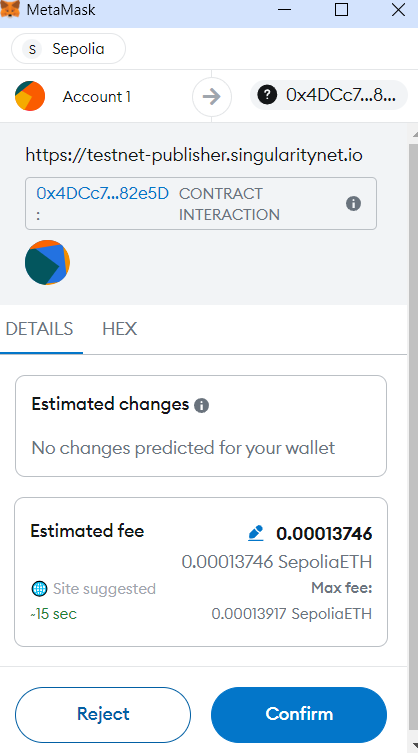 MetaMask
S Sepolia
Account 1
0x4DCc7...8...
https://testnet-publisher.singularitynet.io
0x4DCc7...82e5D : CONTRACT INTERACTION
DETAILS HEX
Estimated changes
No changes predicted for your wallet
Estimated fee 0.00013746
0.00013746 SepoliaETH
Site suggested Max fee:
~15 sec 0.00013917 SepoliaETH
Reject Confirm